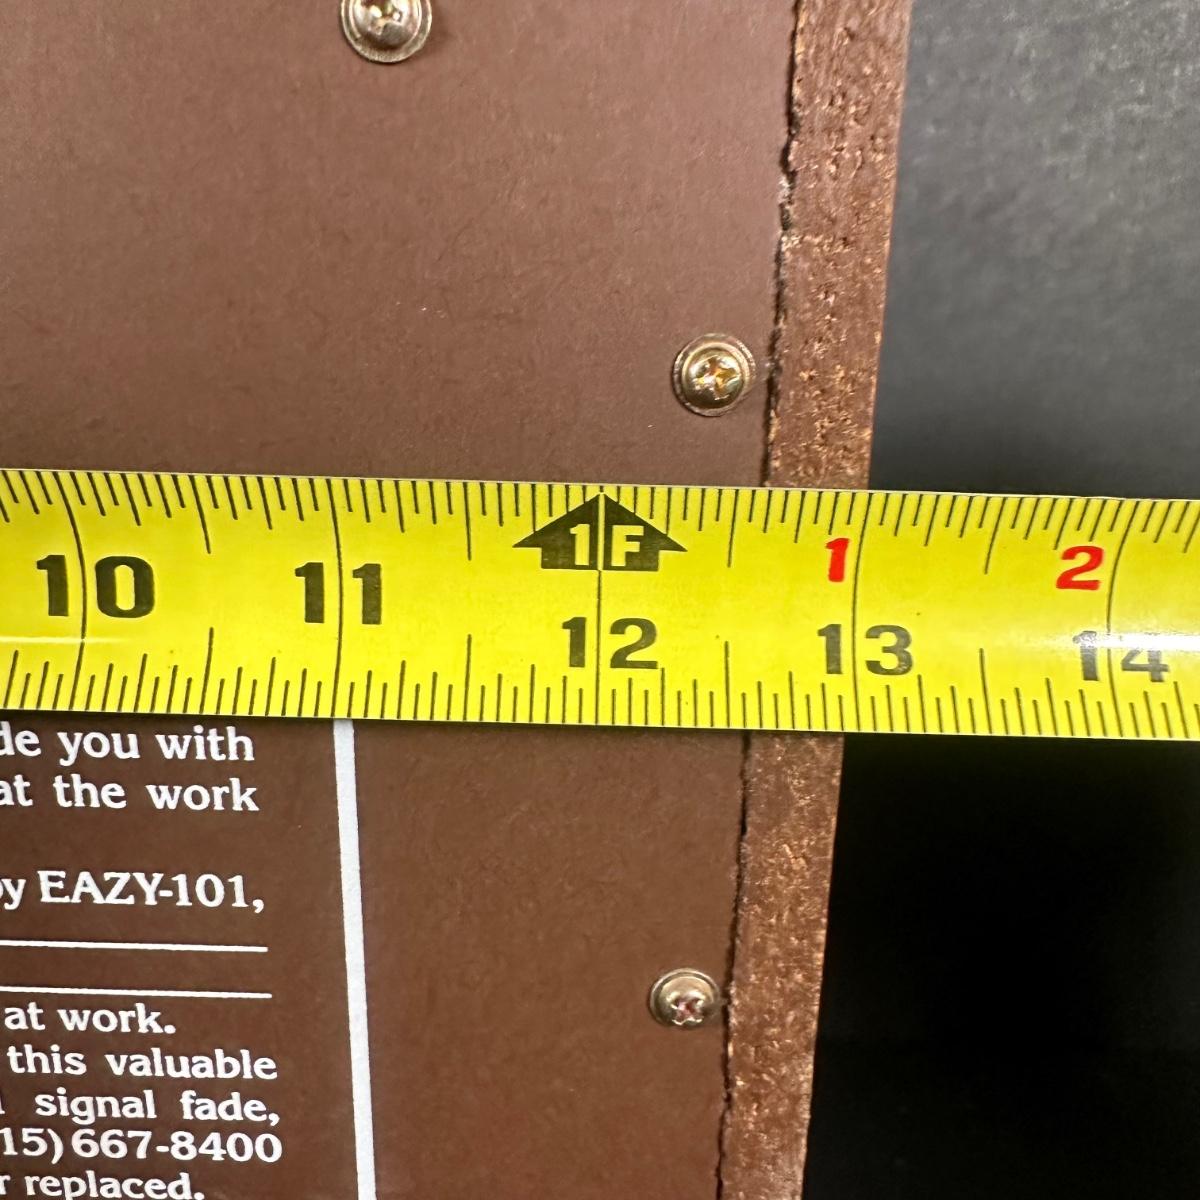 1F 1 2
10 11 12 13 14
de you with
at the work
by EAZY-101,
at work.
this valuable
signal fade,
15) 667-8400
r replaced.